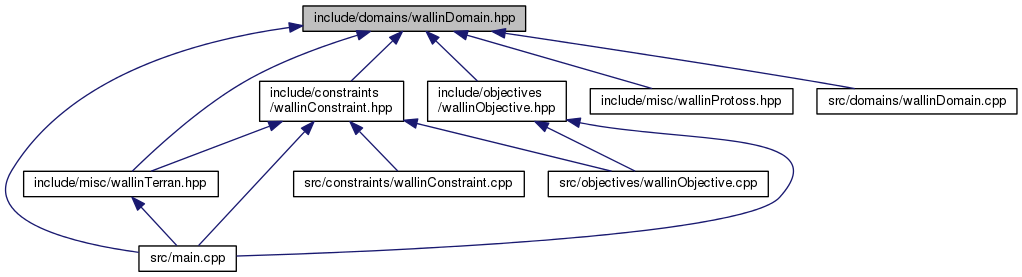 include/domains/wallinDomain.hpp
include/constraints
/wallinConstraint.hpp
include/objectives
/wallinObjective.hpp
include/misc/wallinProtoss.hpp
src/domains/wallinDomain.cpp
include/misc/wallinTerran.hpp
src/constraints/wallinConstraint.cpp
src/objectives/wallinObjective.cpp
src/main.cpp